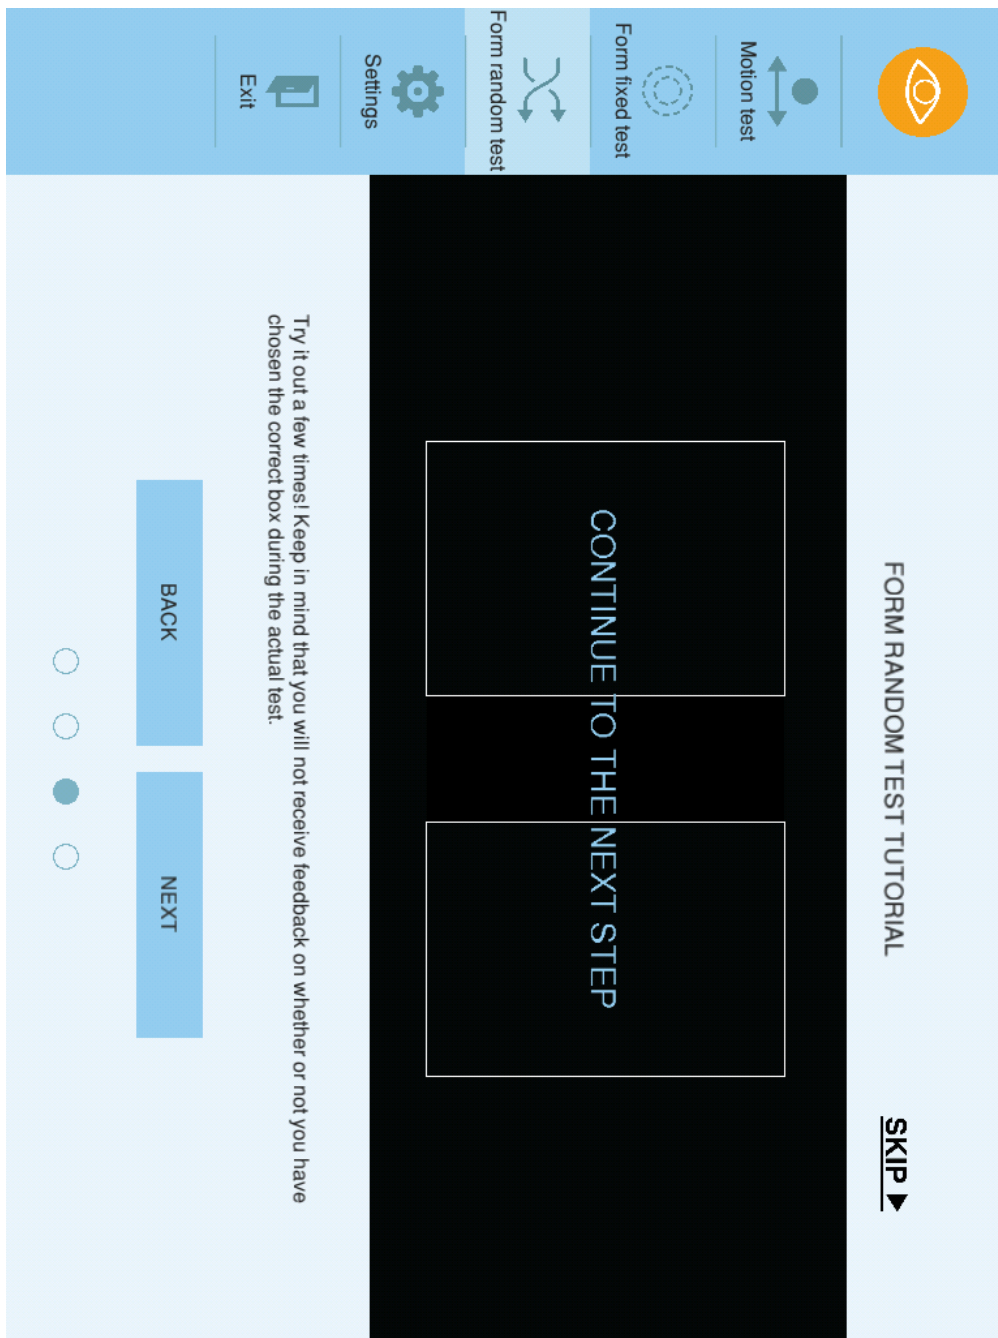 FORM RANDOM TEST TUTORIAL
SKIP
Motion test
Form fixed test
Form random test
Settings
Exit
CONTINUE TO THE NEXT STEP
Try it out a few times! Keep in mind that you will not receive feedback on whether or not you have
chosen the correct box during the actual test.
BACK
NEXT